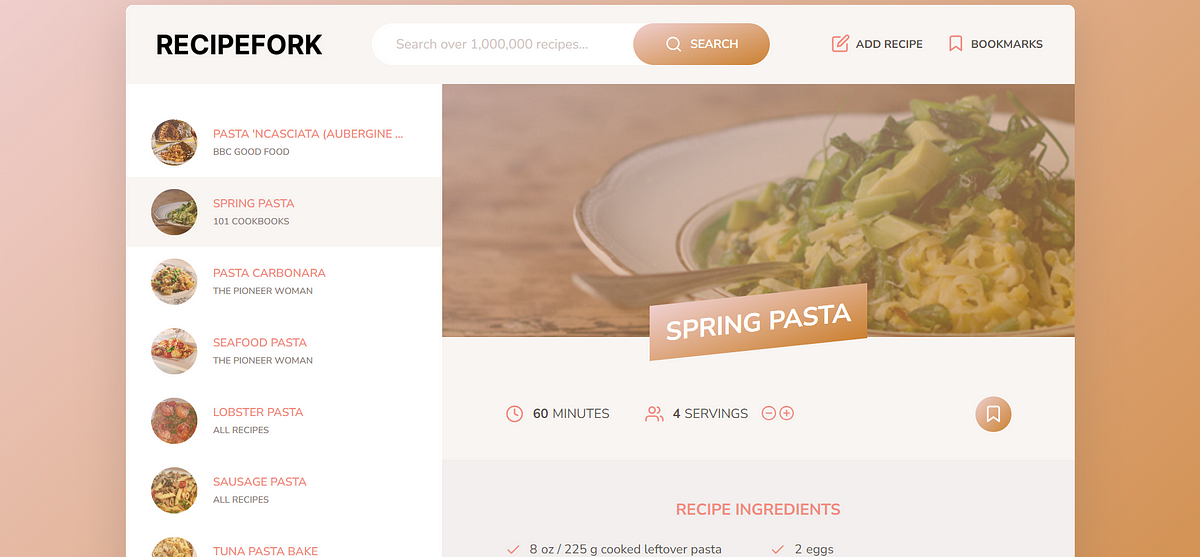 RECIPEFORK
Search over 1,000,000 recipes...
SEARCH
ADD RECIPE
BOOKMARKS
PASTA 'NCASCIATA (AUBERGINE ...
BBC GOOD FOOD
SPRING PASTA
101 COOKBOOKS
PASTA CARBONARA
THE PIONEER WOMAN
SEAFOOD PASTA
THE PIONEER WOMAN
LOBSTER PASTA
ALL RECIPES
SAUSAGE PASTA
ALL RECIPES
TUNA PASTA BAKE
SPRING PASTA
60 MINUTES
4 SERVINGS
RECIPE INGREDIENTS
8 oz / 225 g cooked leftover pasta
2 eggs